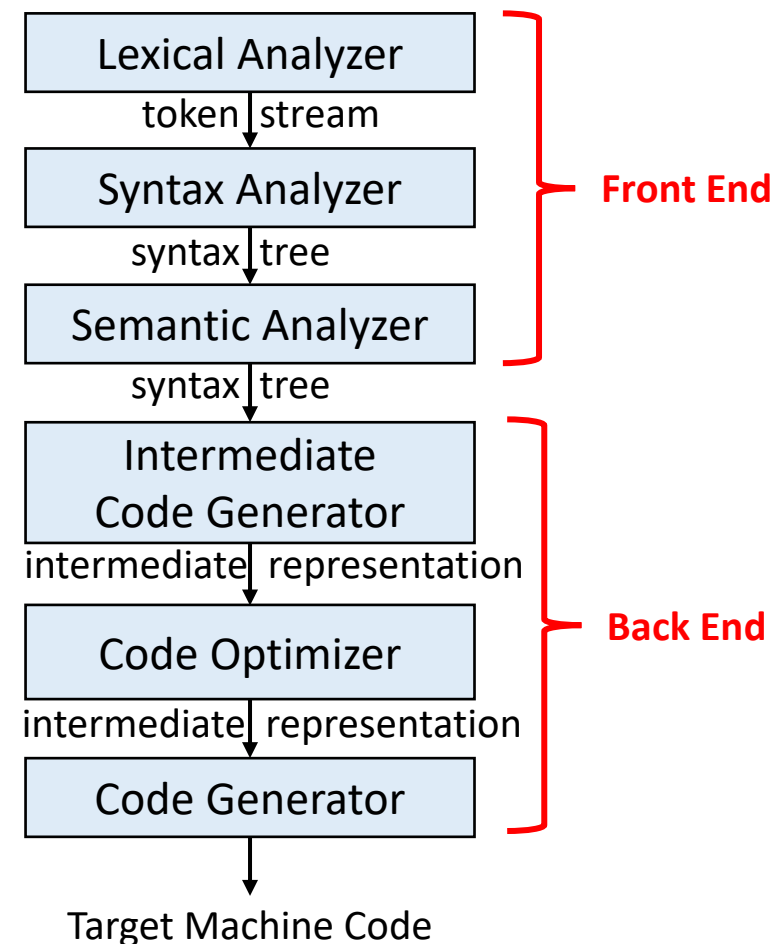 Lexical Analyzer
token stream
Syntax Analyzer
Front End
syntax tree
Semantic Analyzer
syntax tree
Intermediate
Code Generator
intermediate representation
Code Optimizer
Back End
intermediate representation
Code Generator
Target Machine Code